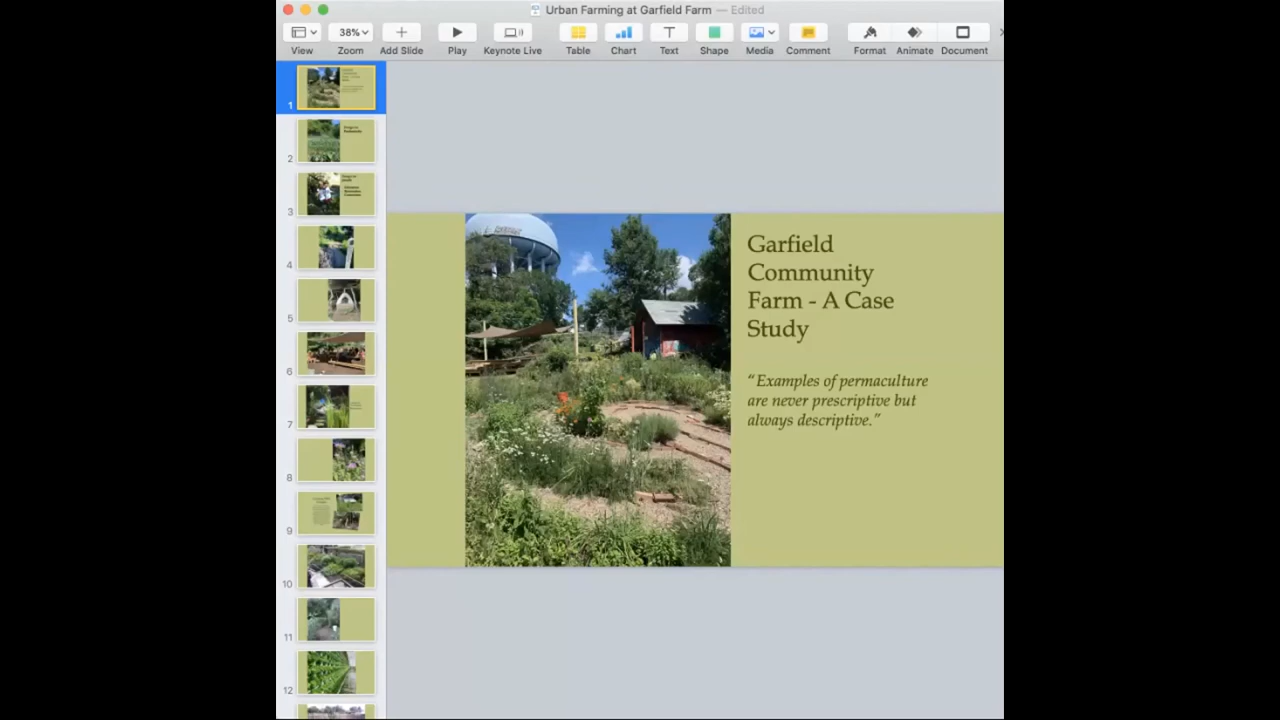 Urban Farming at Garfield Farm — Edited
38%
View
Zoom
Add Slide
Play
Keynote Live
Table
Chart
Text
Shape
Media
Comment
Format
Animate
Document
1
2
3
4
5
6
7
8
9
10
11
12
Garfield
Community
Farm - A Case
Study
“Examples of permaculture
are never prescriptive but
always descriptive.”